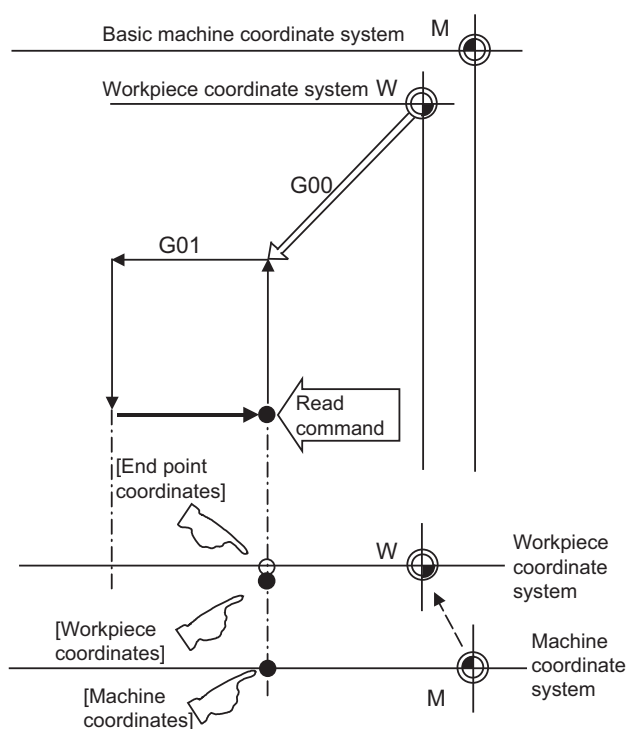 Basic machine coordinate system
M
Workpiece coordinate system W
G00
G01
Read
command
[End point
coordinates]
W
Workpiece
coordinate
system
[Workpiece
coordinates]
Machine
coordinate
system
[Machine
coordinates]
M